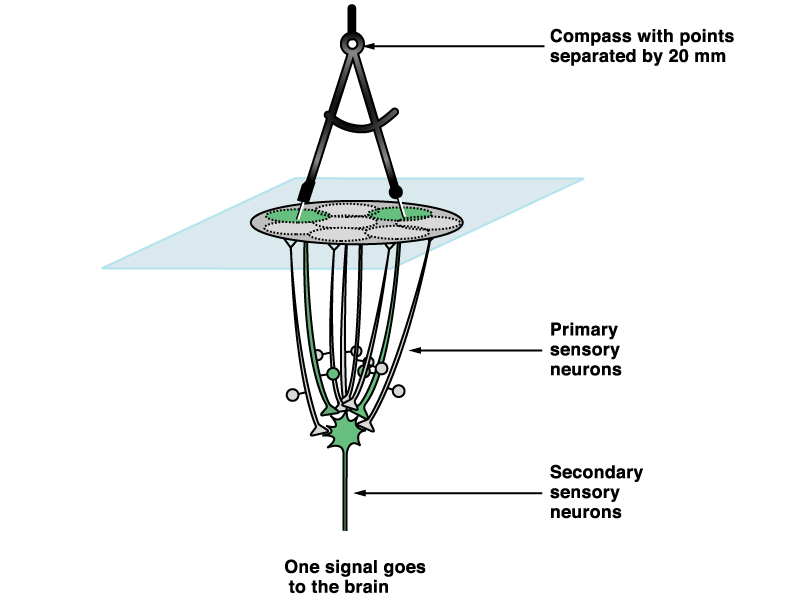 Compass with points
separated by 20 mm
Primary
sensory
neurons
Secondary
sensory
neurons
One signal goes
to the brain